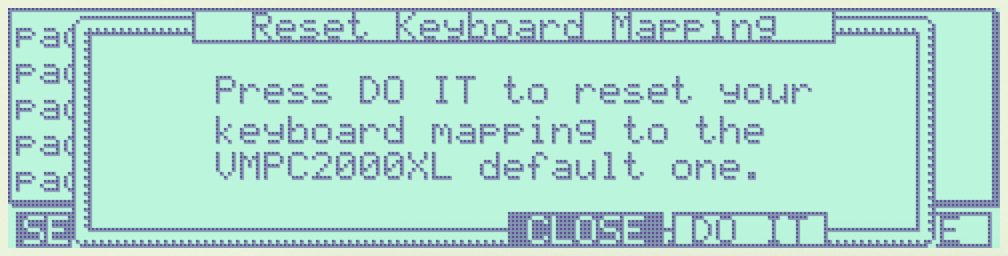 Reset Keyboard Mapping
Press DO IT to reset your
keyboard mapping to the
VMPC2000XL default one.
CLOSE DO IT